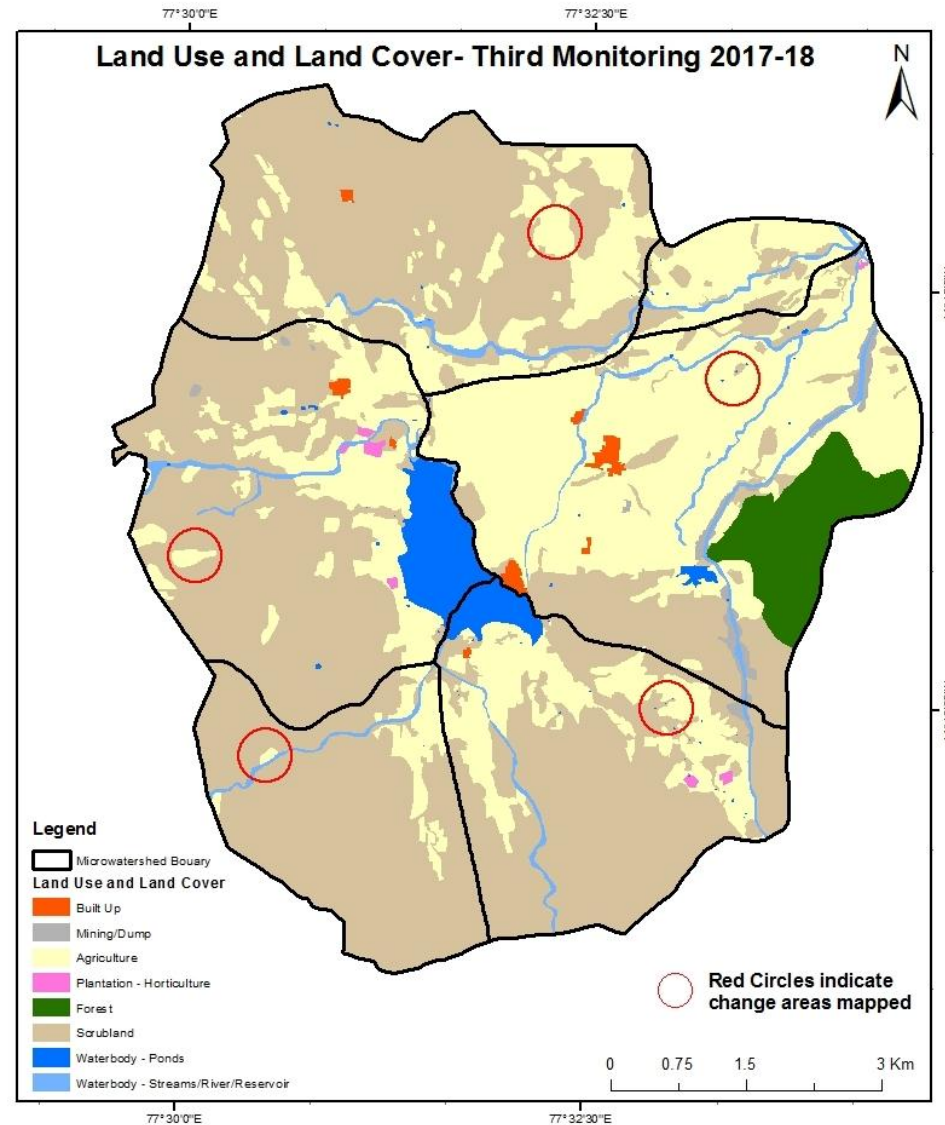 77°30'0"E
77°32'30"E
Land Use and Land Cover- Third Monitoring 2017-18
N
Legend
Microwatershed Bouary
Land Use and Land Cover
Built Up
Mining/Dump
Agriculture
Plantation - Horticulture
Forest
Scrubland
Waterbody - Ponds
Waterbody - Streams/River/Reservoir
Red Circles indicate
change areas mapped
0 0.75 1.5 3 Km
77°30'0"E
77°32'30"E